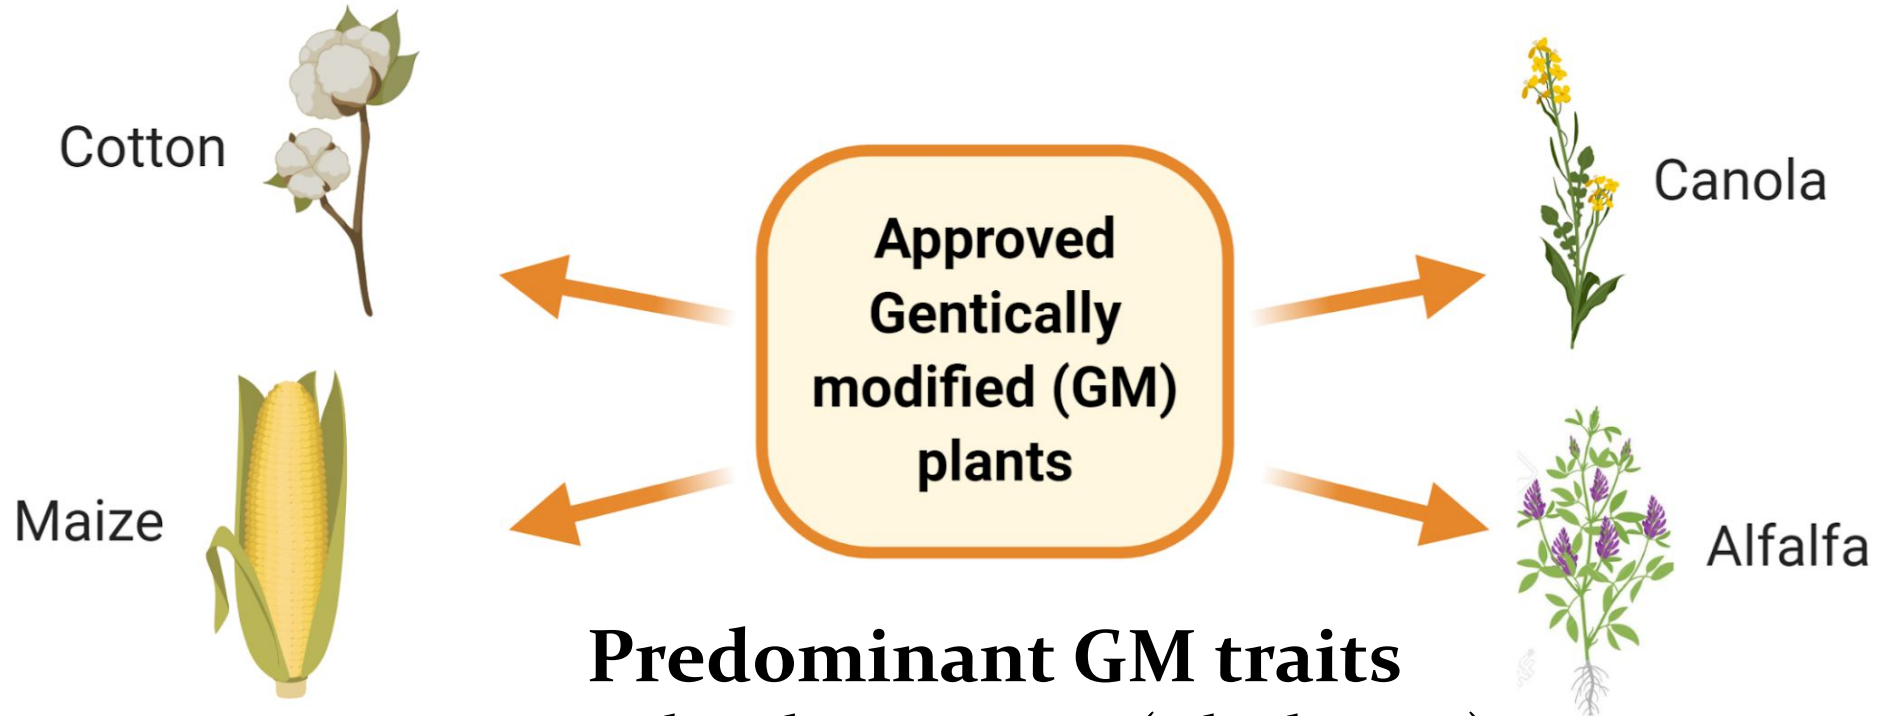 Cotton
Canola
Approved
Gentically
modified (GM)
plants
Maize
Alfalfa
Predominant GM traits